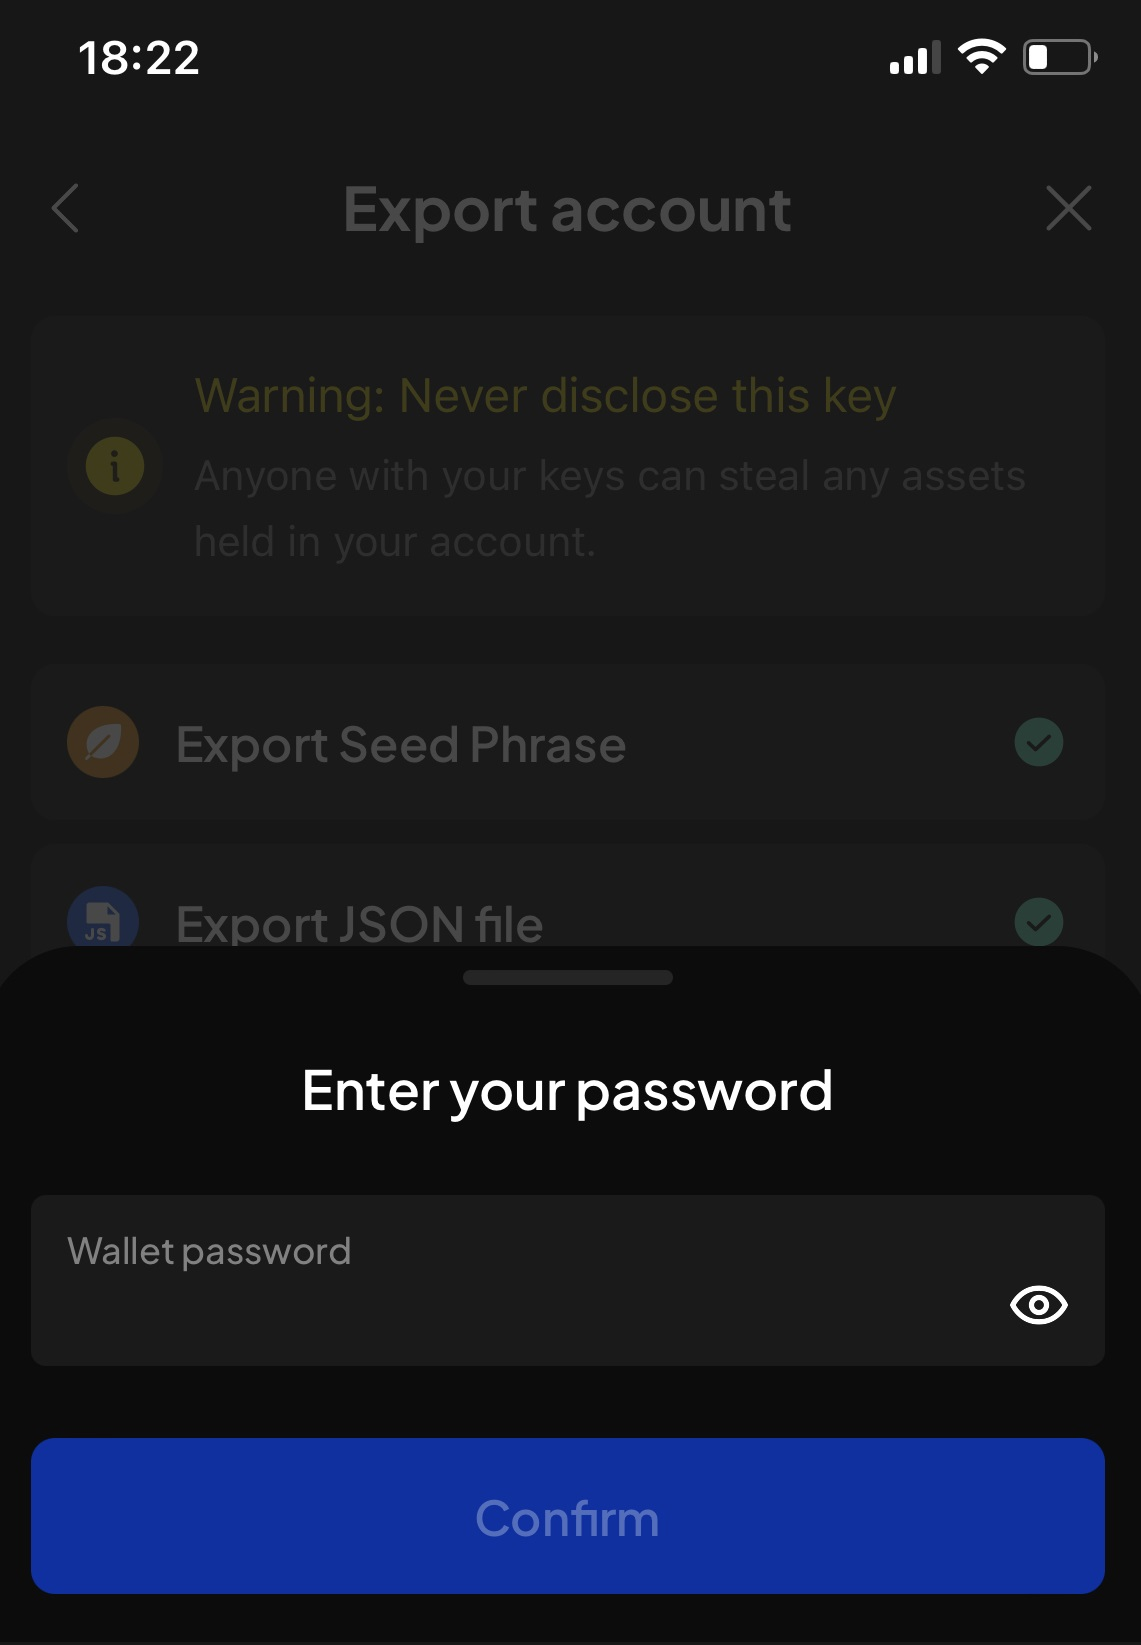 18:22
Export account
Warning: Never disclose this key
Anyone with your keys can steal any assets
held in your account.
Export Seed Phrase
JS
Export JSON file
Enter your password
Wallet password
Confirm